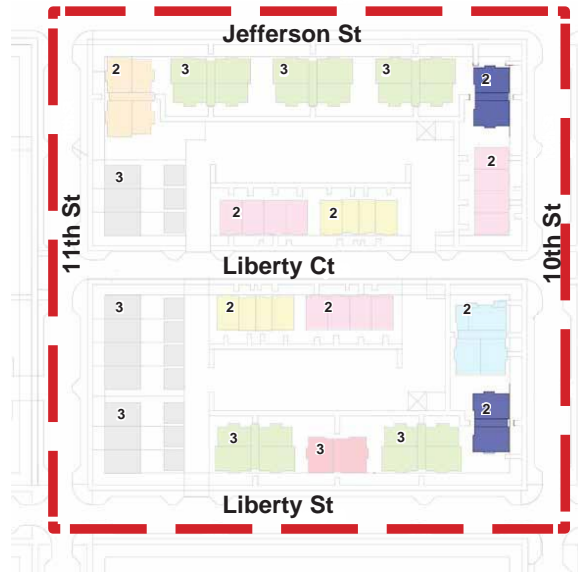 Jefferson St
2 3 3 3 2
3 2
2 2
11th St
10th St
Liberty Ct
3 2 2 2
3 2
3 3 3
Liberty St